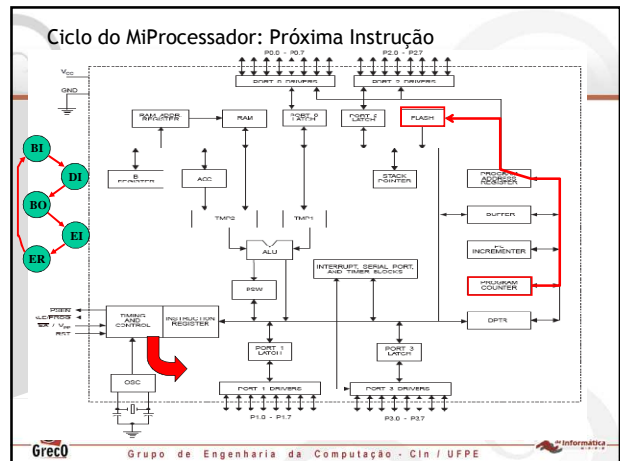 Ciclo do MiProcessador: Próxima Instrução
P0.0 - P0.7
P2.0 - P2.7
VCC
GND
PORT 0 DRIVERS
PORT 2 DRIVERS
RAM ADDR
REGISTER
RAM
PORT 0
LATCH
PORT 2
LATCH
FLASH
BI
DI
BO
EI
ER
B
REGISTER
ACC
STACK
POINTER
PROGRAM
ADDRESS
REGISTER
TMP2
TMP1
BUFFER
ALU
PC
INCREMENTER
INTERRUPT, SERIAL PORT,
AND TIMER BLOCKS
PSW
PROGRAM
COUNTER
PSEN
ALE/PROG
EA / VPP
RST
TIMING
AND
CONTROL
INSTRUCTION
REGISTER
DPTR
PORT 1
LATCH
PORT 3
LATCH
OSC
PORT 1 DRIVERS
PORT 3 DRIVERS
P1.0 - P1.7
P3.0 - P3.7
GrecO
Grupo de Engenharia da Computação - CIn / UFPE
Informática